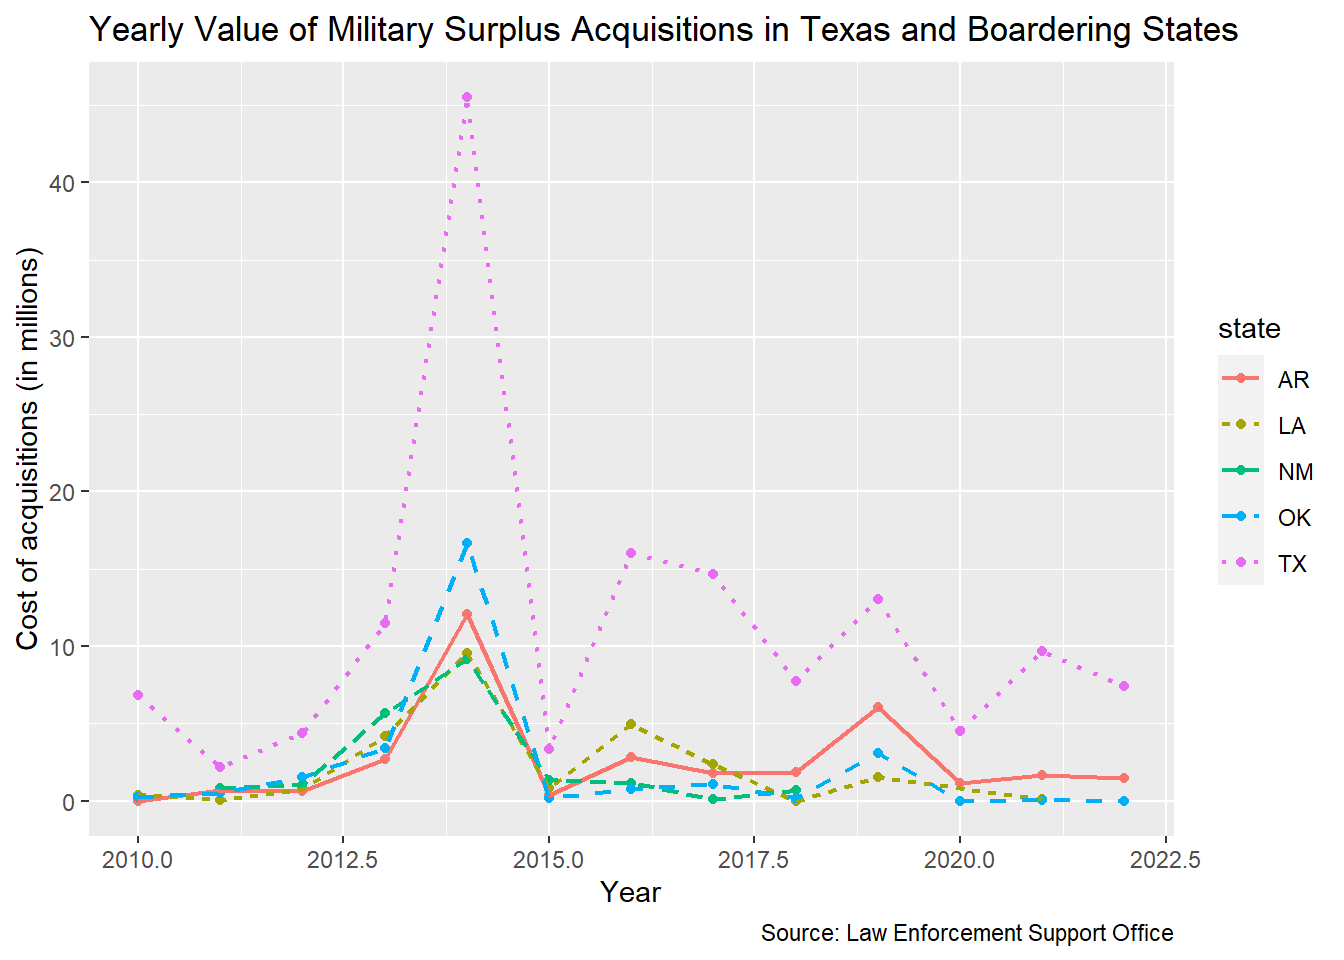 Yearly Value of Military Surplus Acquisitions in Texas and Boardering States
Cost of acquisitions (in millions)
40
30
20
10
0
2010.0 2012.5 2015.0 2017.5 2020.0 2022.5
Year
state
AR
LA
NM
OK
TX
Source: Law Enforcement Support Office